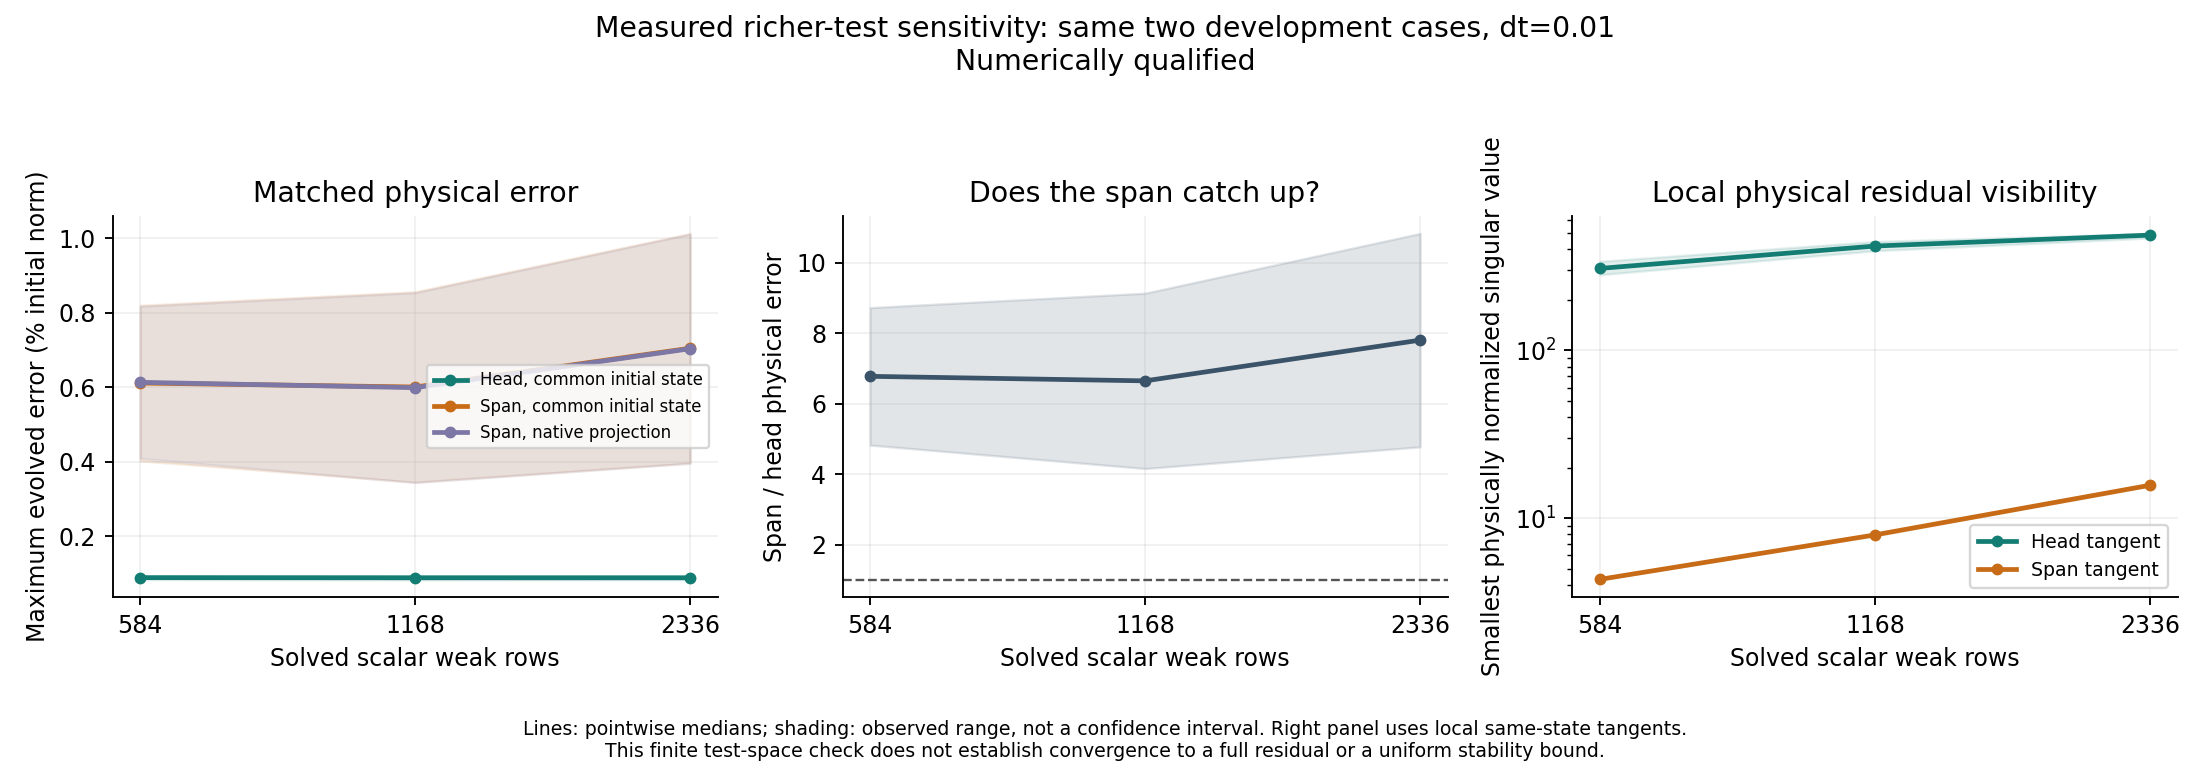 Measured richer-test sensitivity: same two development cases, dt=0.01
Numerically qualified
Matched physical error
Maximum evolved error (% initial norm)
1.0
0.8
0.6
0.4
0.2
Head, common initial state
Span, common initial state
Span, native projection
584
1168
2336
Solved scalar weak rows
Does the span catch up?
Span / head physical error
10
8
6
4
2
584
1168
2336
Solved scalar weak rows
Local physical residual visibility
Smallest physically normalized singular value
10²
10¹
Head tangent
Span tangent
584
1168
2336
Solved scalar weak rows
Lines: pointwise medians; shading: observed range, not a confidence interval. Right panel uses local same-state tangents.
This finite test-space check does not establish convergence to a full residual or a uniform stability bound.